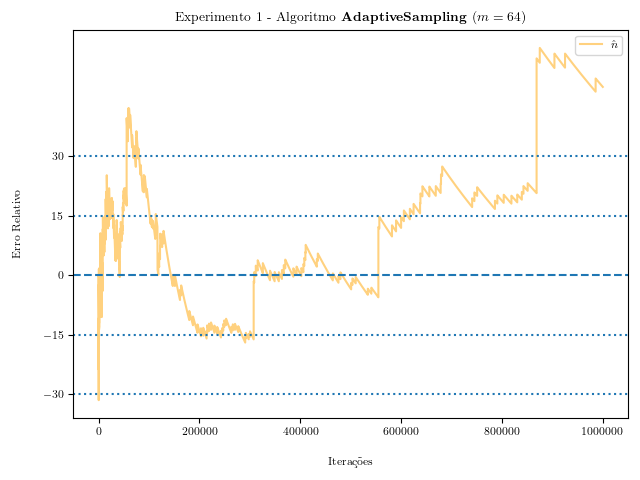 Experimento 1 - Algoritmo AdaptiveSampling (m = 64)
n̂
Erro Relativo
30
15
0
−15
−30
0 200000 400000 600000 800000 1000000
Iterações